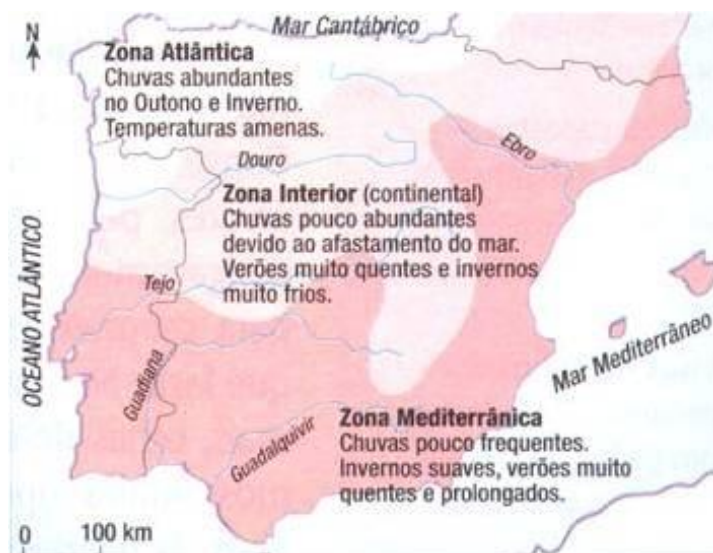 N
Mar Cantábrico
Zona Atlântica
Chuvas abundantes
no Outono e Inverno.
Temperaturas amenas.
Ebro
Douro
Zona Interior (continental)
Chuvas pouco abundantes
devido ao afastamento do mar.
Verões muito quentes e invernos
muito frios.
OCEANO ATLÂNTICO
Tejo
Mar Mediterrâneo
Guadiana
Guadalquivir
Zona Mediterrânica
Chuvas pouco frequentes.
Invernos suaves, verões muito
quentes e prolongados.
0 100 km